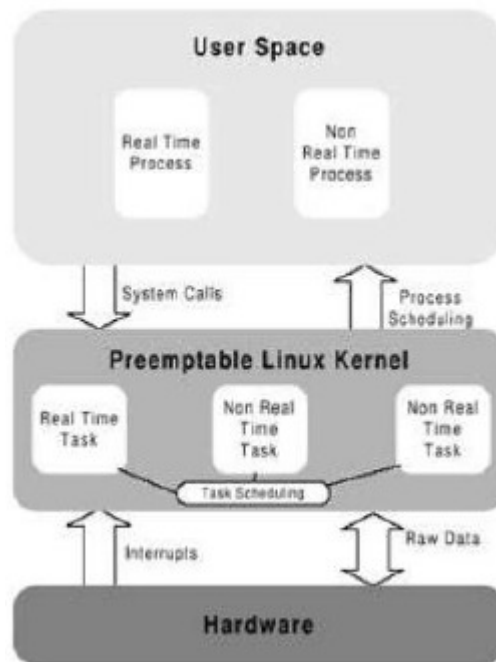 User Space
Real Time
Process
Non
Real Time
Process
System Calls
Process
Scheduling
Preemptable Linux Kernel
Real Time
Task
Non Real
Time
Task
Non Real
Time
Task
Task Scheduling
Interrupts
Raw Data
Hardware